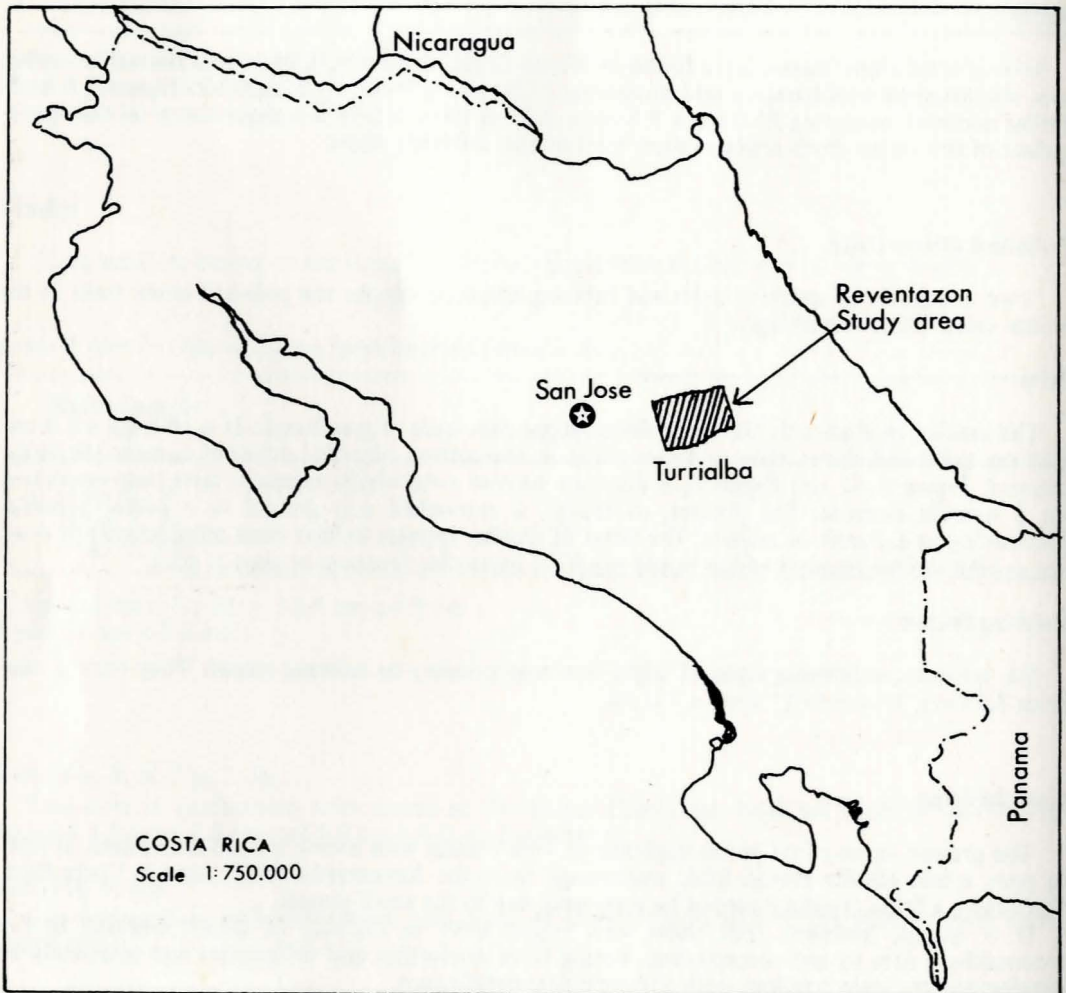 Nicaragua
Reventazon
Study area
San Jose
Turrialba
Panama
COSTA RICA
Scale 1: 750.000